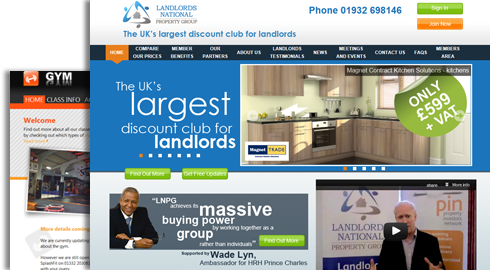 LANDLORDS
NATIONAL
PROPERTY GROUP
The UK's largest discount club for landlords
Phone 01932 698146
Sign In
Join Now
HOME
COMPARE
OUR PRICES
MEMBER
BENEFITS
OUR
PARTNERS
ABOUT US
LANDLORDS
TESTIMONIALS
NEWS
MEETINGS
AND EVENTS
CONTACT US
FAQS
MEMBERS
AREA
The UK's
largest
discount club for
landlords
Find Out More
Get Free Updates
Magnet Contract Kitchen Solutions - kitchens
ONLY
£599
+ VAT
Magnet TRADE
"LNPG
achieves its massive
buying power
by working together as a
group
rather than individuals"
Find Out More
Supported by Wade Lyn,
Ambassador for HRH Prince Charles
share
More info
LANDLORDS
NATIONAL
PROPERTY GROUP
pin
GYM
HOME
CLASS INFO
Welcome
Find out more about all our class
by checking out which types of
More details coming
We are currently updating
about the gym.
However we are still open